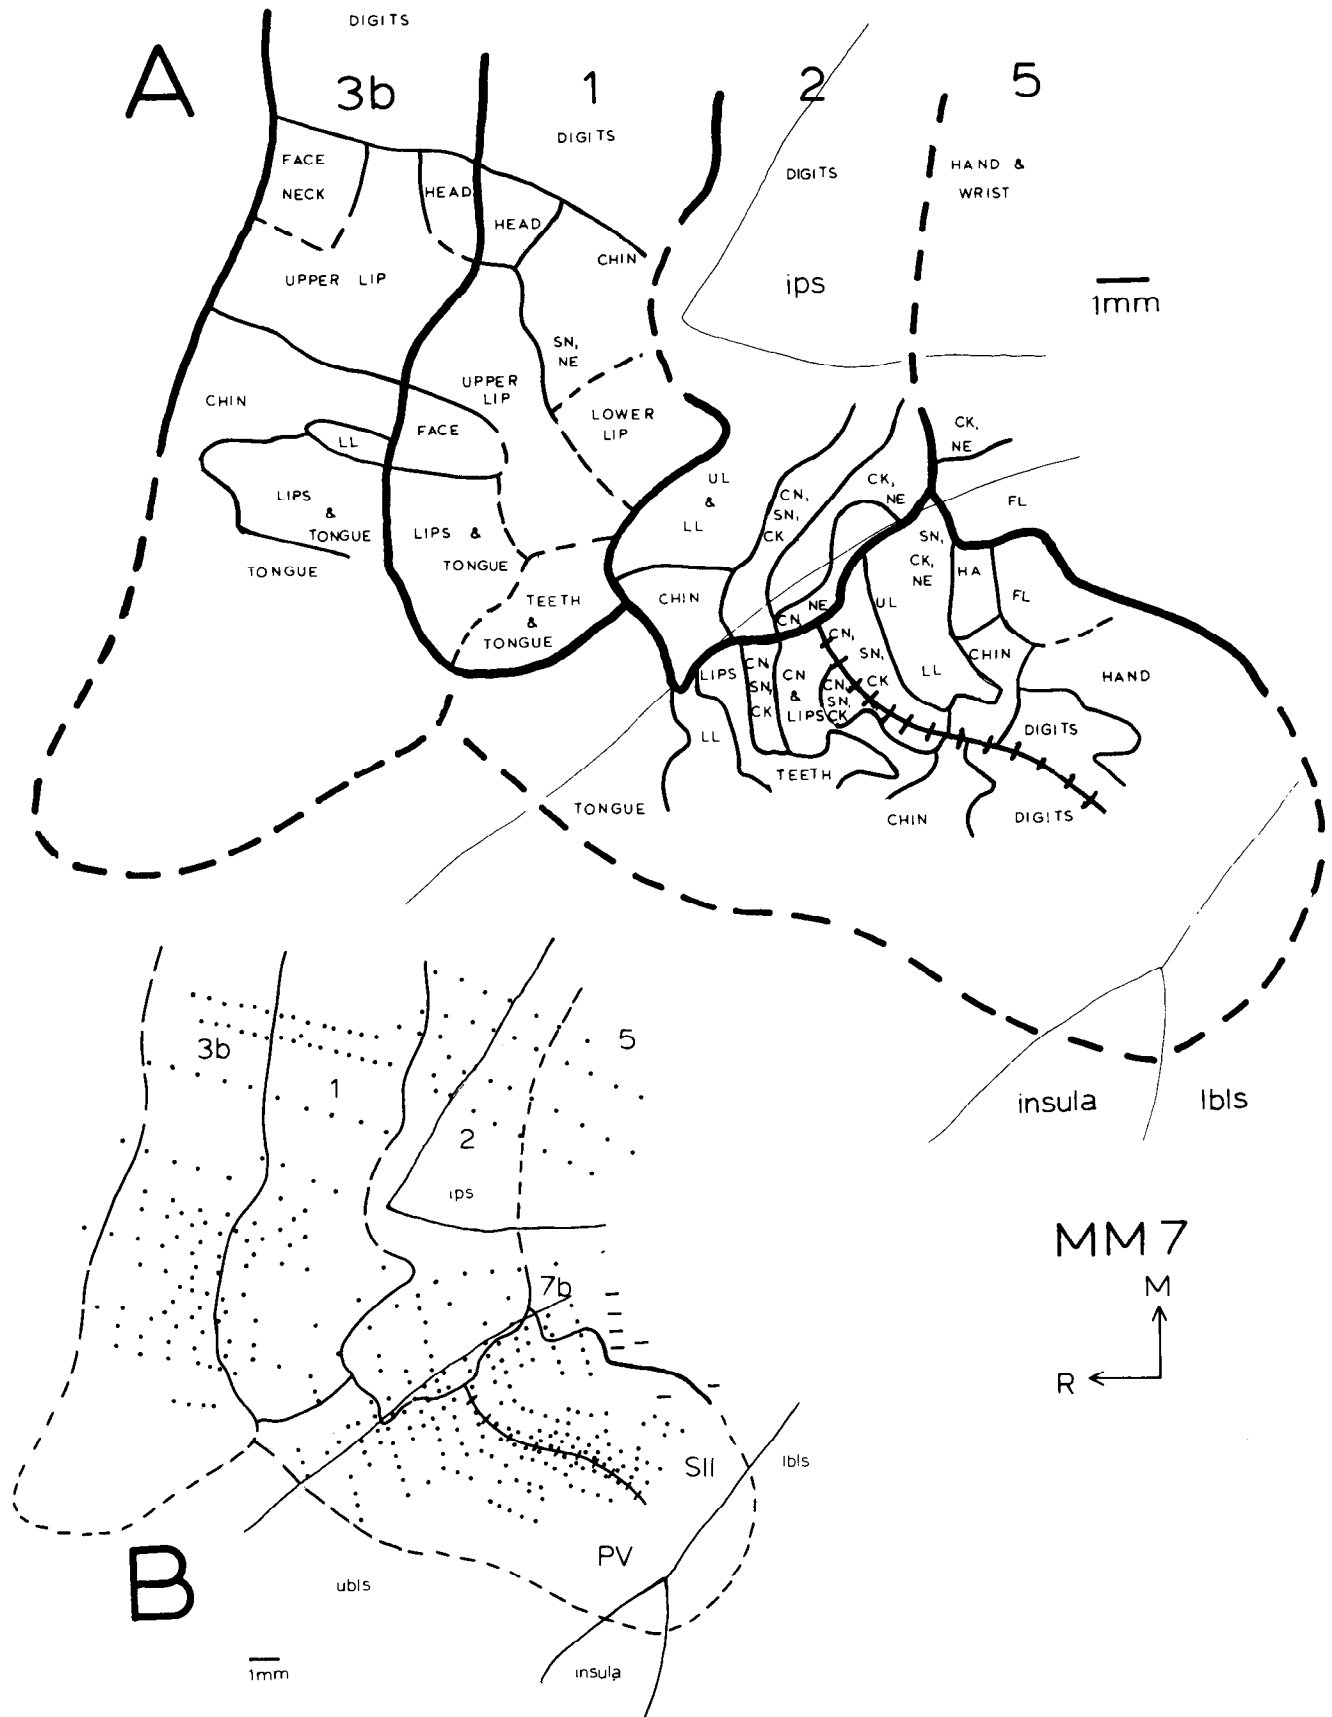 A
DIGITS
3b
1
2
5
DIGITS
DIGITS
HAND &
WRIST
FACE
NECK
HEAD
HEAD
CHIN
UPPER LIP
ips
1mm
SN,
NE
UPPER
LIP
LOWER
LIP
CHIN
FACE
LL
LIPS
&
TONGUE
LIPS &
TONGUE
TONGUE
TEETH
&
TONGUE
UL
&
LL
CN,
SN,
CK
CK,
NE
CK,
NE
FL
SN,
CK,
NE
HA
FL
CHIN
CN
NE
UL
LL
CHIN
HAND
LIPS
CN,
SN,
CK
CN
&
LIPS
CN,
SN,
CK
CN,
SN,
CK
LL
TEETH
DIGITS
TONGUE
CHIN
DIGITS
insula
lbls
3b
1
2
5
ips
7b
MM7
M
R
SII
lbls
PV
B
ubls
1mm
insula